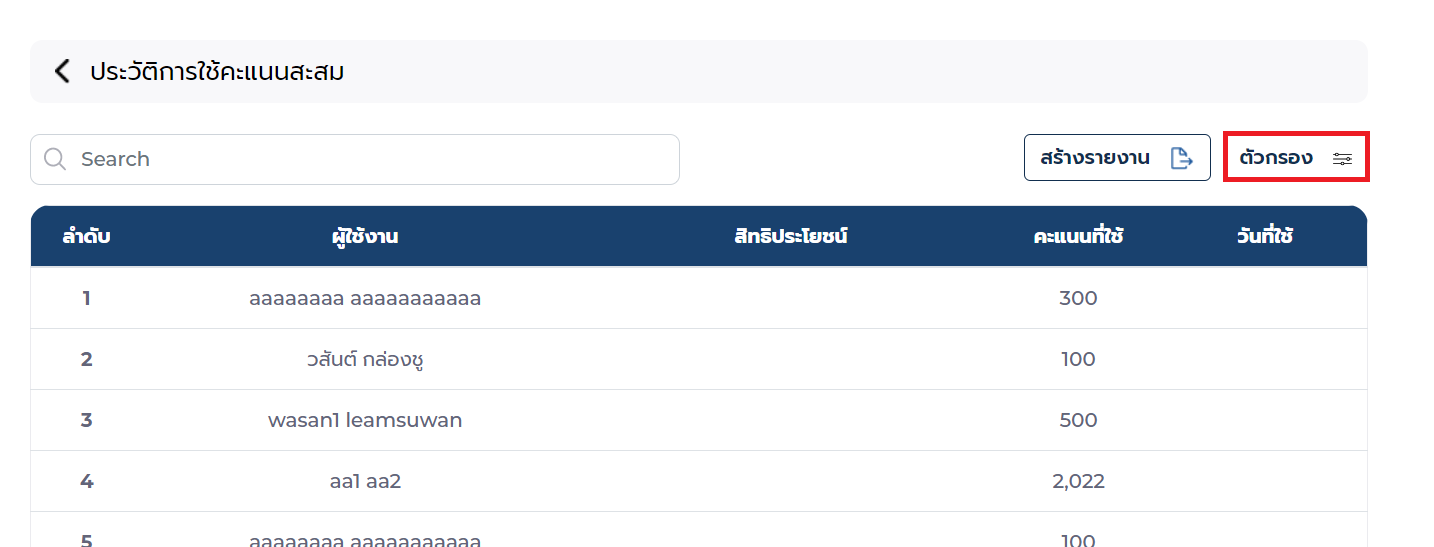 ประวัติการใช้คะแนนสะสม
Search
สร้างรายงาน
ตัวกรอง
ลำดับ ผู้ใช้งาน สิทธิประโยชน์ คะแนนที่ใช้ วันที่ใช้
1 aaaaaaaa aaaaaaaaaaa 300
2 วสันต์ กล่องชู 100
3 wasan1 leamsuwan 500
4 aa1 aa2 2,022
5 aaaaaaaa aaaaaaaaaaa 100